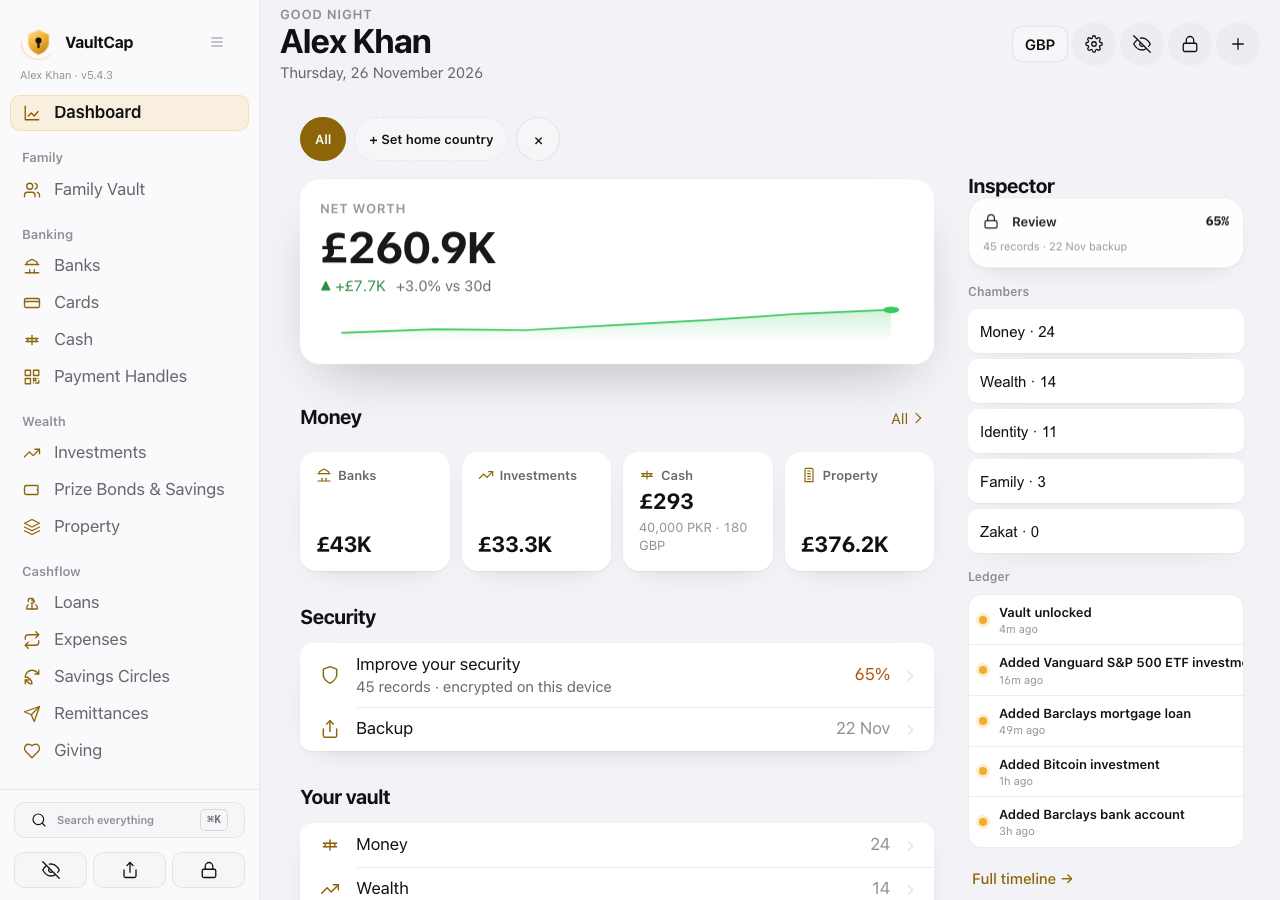 VaultCap
Alex Khan · v5.4.3
Dashboard
Family
Family Vault
Banking
Banks
Cards
Cash
Payment Handles
Wealth
Investments
Prize Bonds & Savings
Property
Cashflow
Loans
Expenses
Savings Circles
Remittances
Giving
Search everything
⌘K
GOOD NIGHT
Alex Khan
Thursday, 26 November 2026
GBP
All
+ Set home country
×
NET WORTH
£260.9K
▲ +£7.7K +3.0% vs 30d
Money
All
Banks
£43K
Investments
£33.3K
Cash
£293
40,000 PKR · 180
GBP
Property
£376.2K
Security
Improve your security
45 records · encrypted on this device
65%
Backup
22 Nov
Your vault
Money
24
Wealth
14
Inspector
Review
65%
45 records · 22 Nov backup
Chambers
Money · 24
Wealth · 14
Identity · 11
Family · 3
Zakat · 0
Ledger
Vault unlocked
4m ago
Added Vanguard S&P 500 ETF investm
16m ago
Added Barclays mortgage loan
49m ago
Added Bitcoin investment
1h ago
Added Barclays bank account
3h ago
Full timeline →